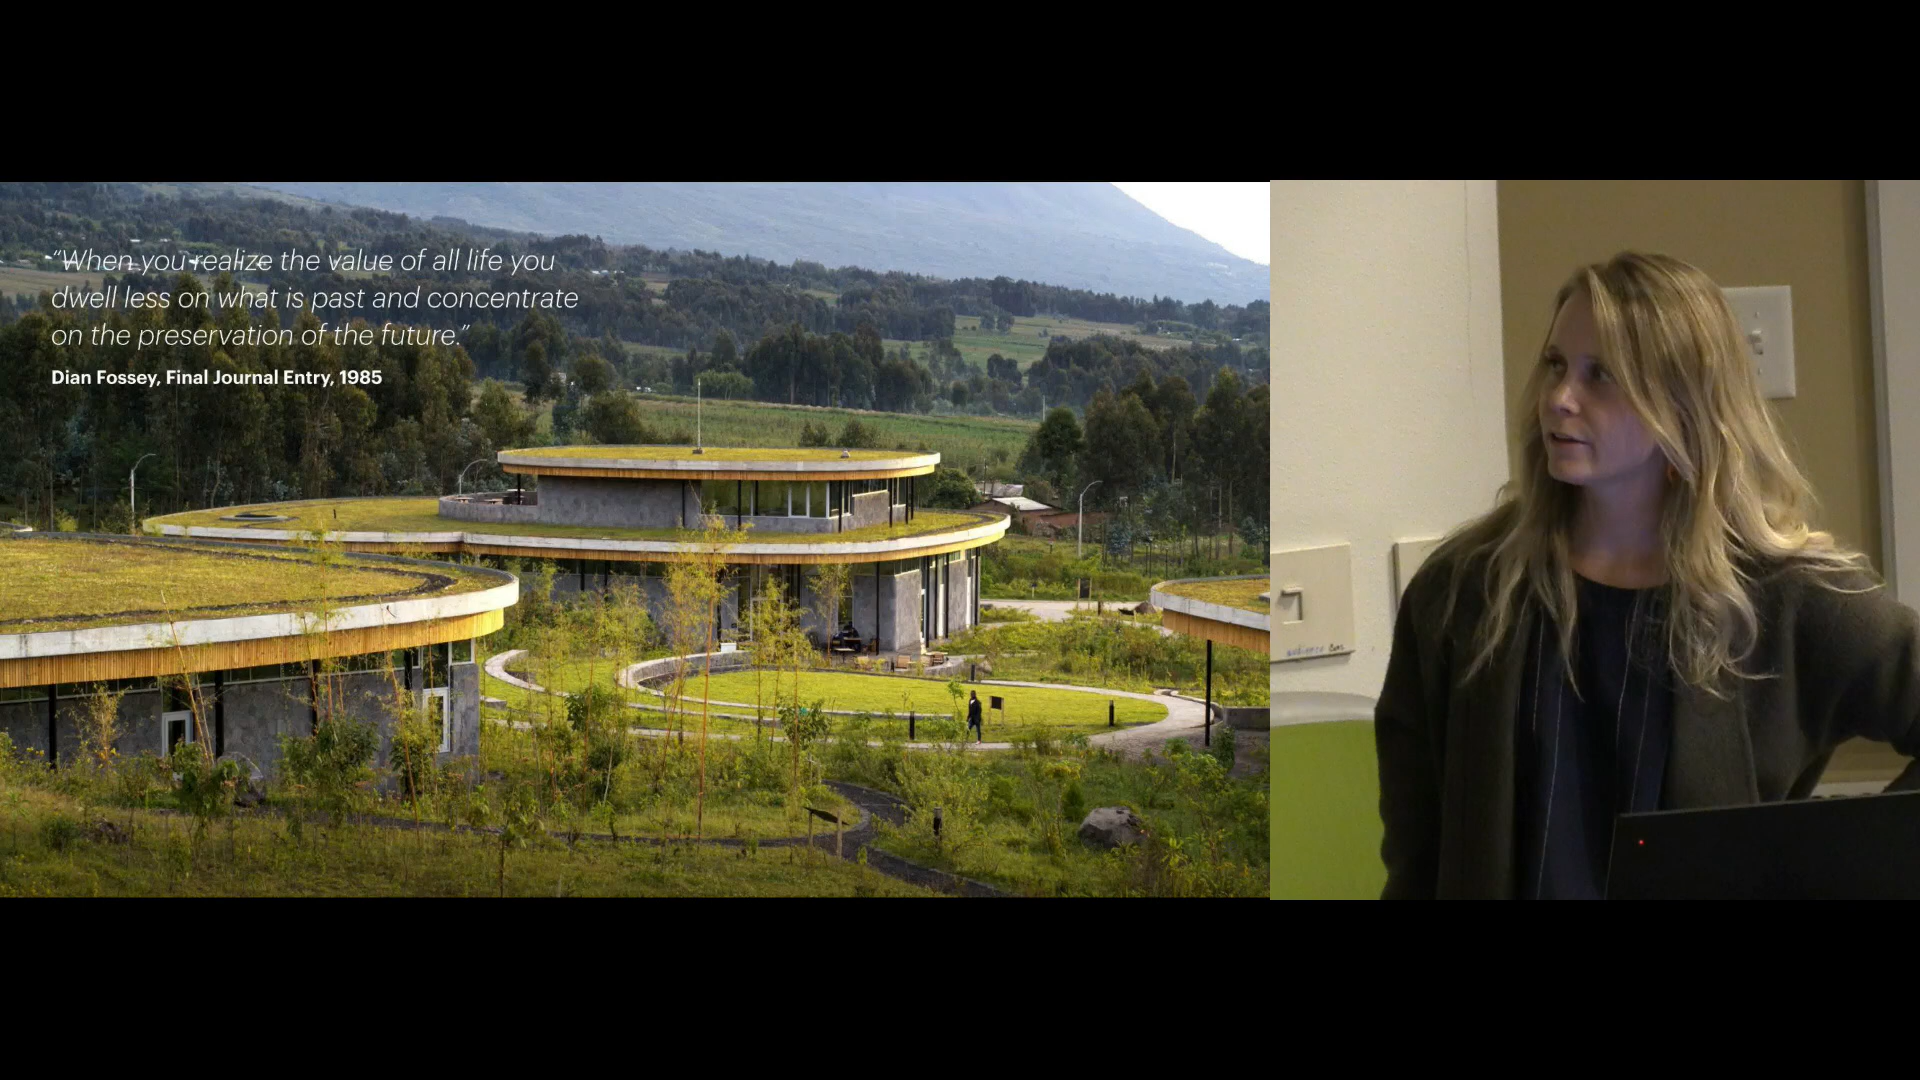 “When you realize the value of all life you
dwell less on what is past and concentrate
on the preservation of the future.”
Dian Fossey, Final Journal Entry, 1985
audience